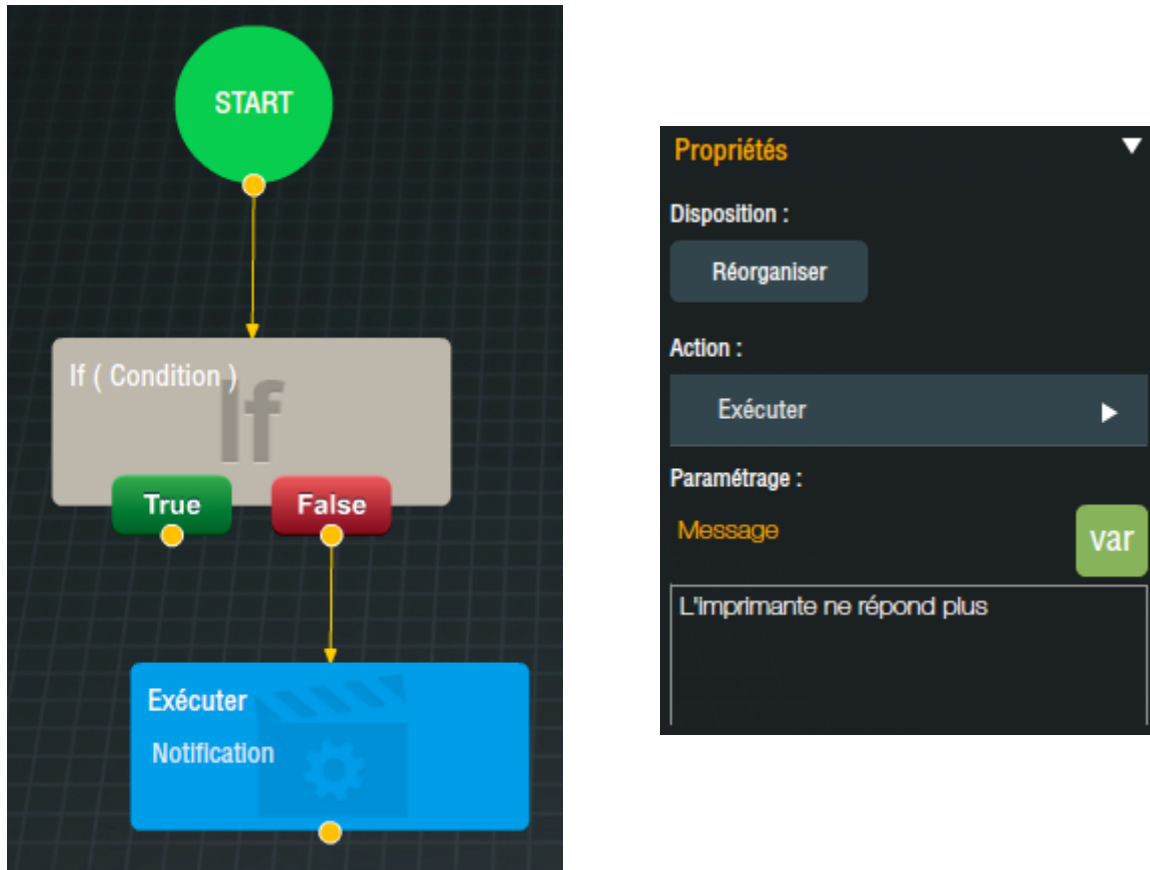 START
If ( Condition )
If
True
False
Exécuter
Notification
Propriétés
Disposition :
Réorganiser
Action :
Exécuter
Paramétrage :
Message
var
L'imprimante ne répond plus